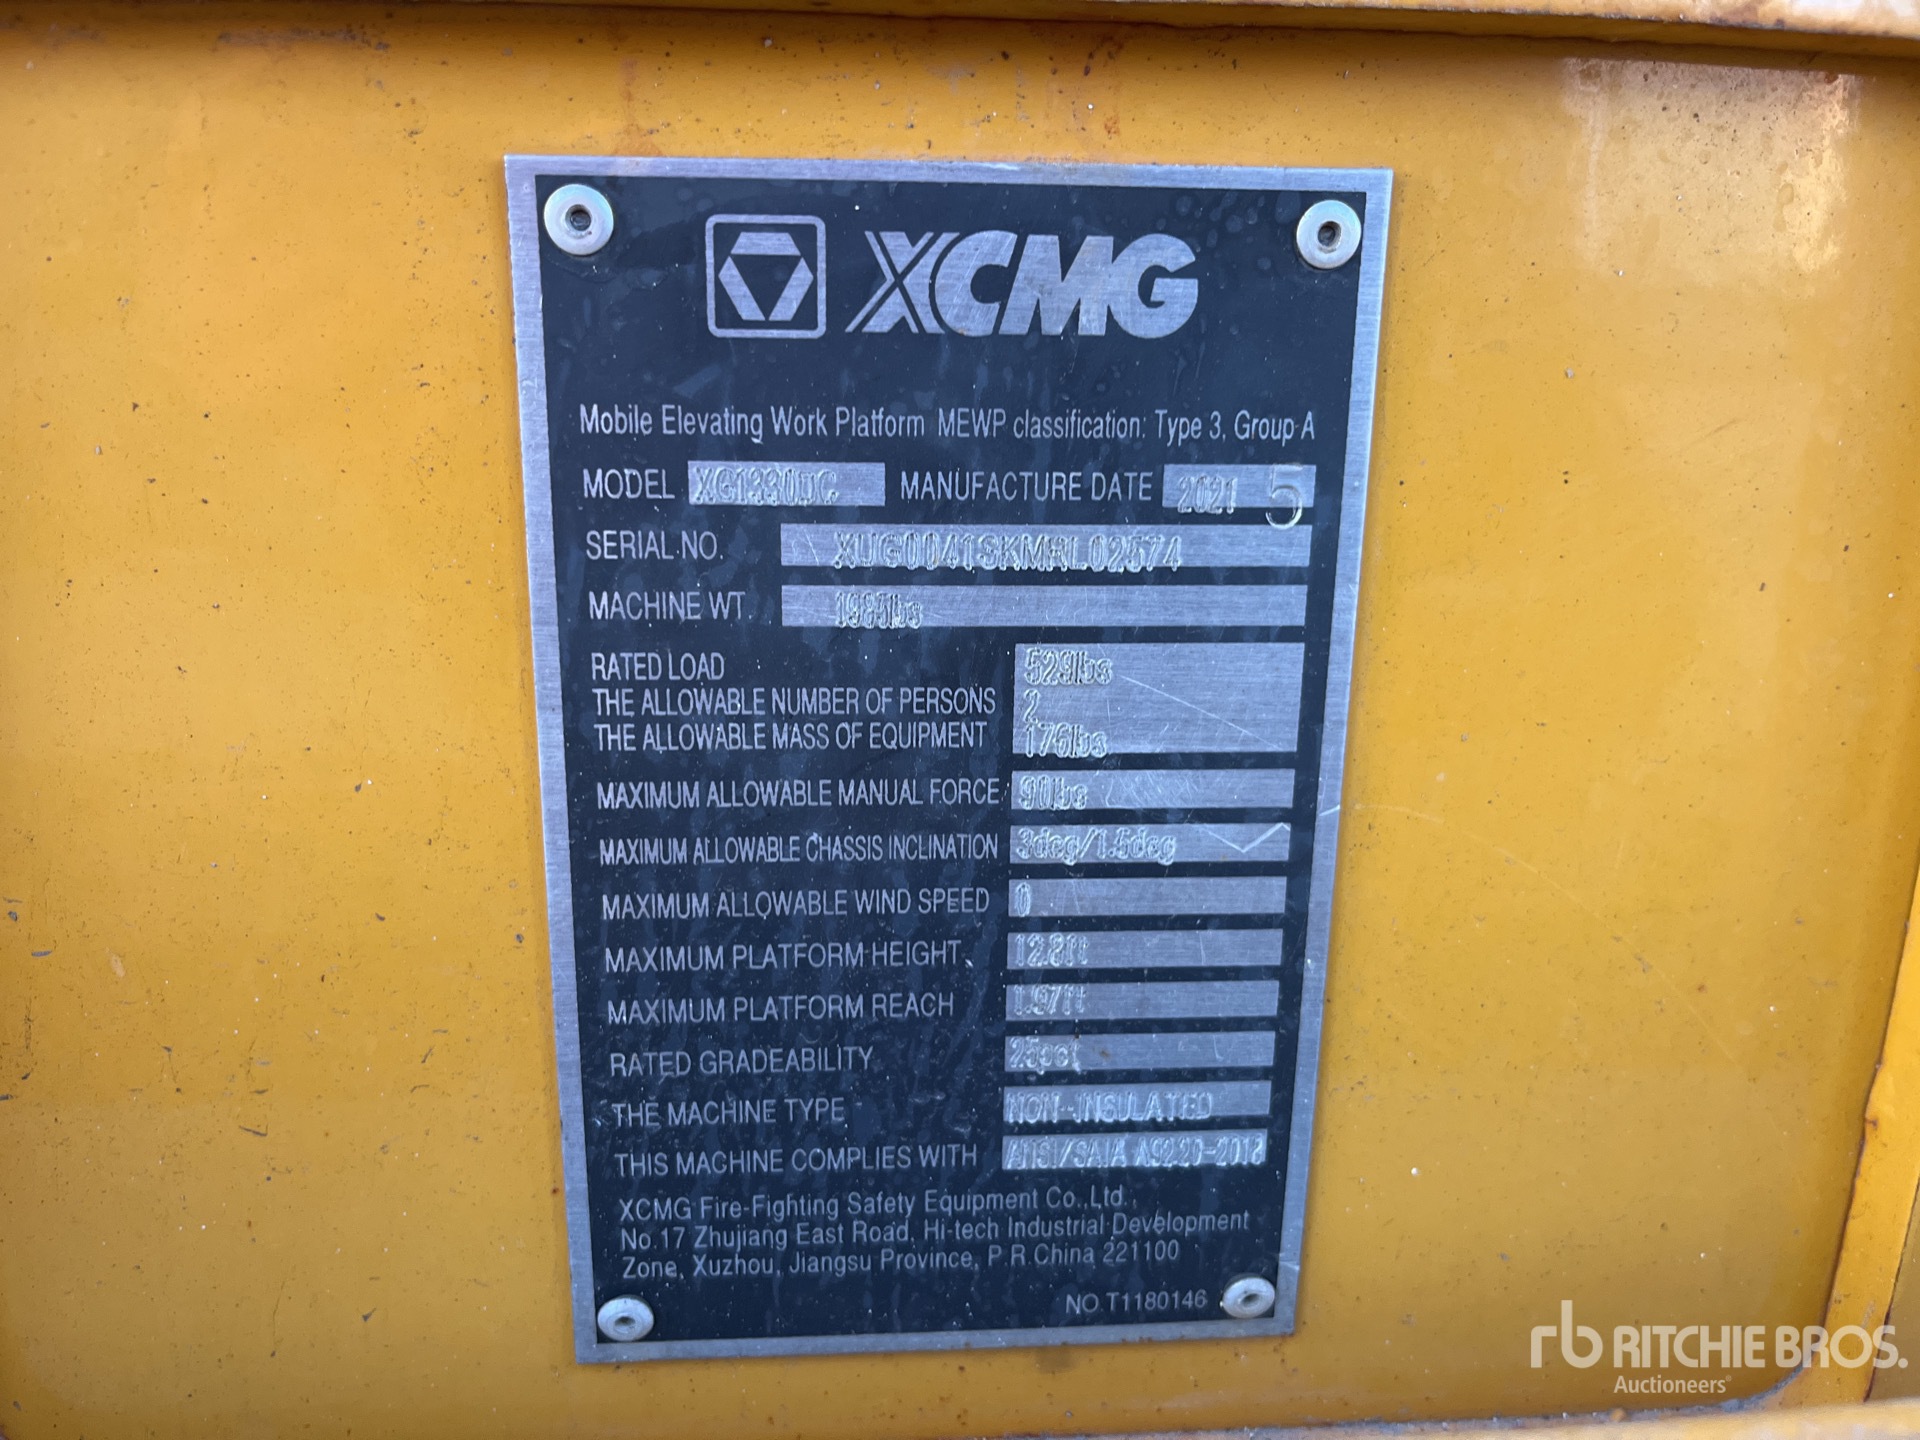 XCMG
Mobile Elevating Work Platform MEWP classification: Type 3, Group A
MODEL XG1330DC MANUFACTURE DATE 2021 5
SERIAL NO. XUG0041SKMRL02574
MACHINE WT. lbs
RATED LOAD 529lbs
THE ALLOWABLE NUMBER OF PERSONS 2
THE ALLOWABLE MASS OF EQUIPMENT 176lbs
MAXIMUM ALLOWABLE MANUAL FORCE 90lbs
MAXIMUM ALLOWABLE CHASSIS INCLINATION 3deg/1.5deg
MAXIMUM ALLOWABLE WIND SPEED 0
MAXIMUM PLATFORM HEIGHT 12.8ft
MAXIMUM PLATFORM REACH 1.97ft
RATED GRADEABILITY 25pct
THE MACHINE TYPE NON-INSULATED
THIS MACHINE COMPLIES WITH ANSI/SAIA A9220-2018
XCMG Fire-Fighting Safety Equipment Co.,Ltd.
No.17 Zhujiang East Road, Hi-tech Industrial Development
Zone, Xuzhou, Jiangsu Province, P.R.China 221100
NO.T1180146
rb RITCHIE BROS.
Auctioneers